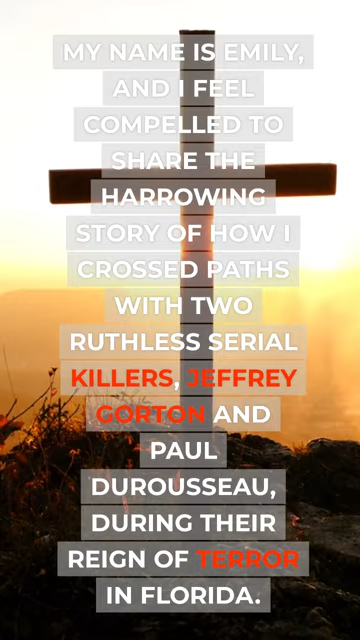 MY NAME IS EMILY,
AND I FEEL
COMPELLED TO
SHARE THE
HARROWING
STORY OF HOW I
CROSSED PATHS
WITH TWO
RUTHLESS SERIAL
KILLERS, JEFFREY
GORTON AND
PAUL
DUROUSSEAU,
DURING THEIR
REIGN OF TERROR
IN FLORIDA.